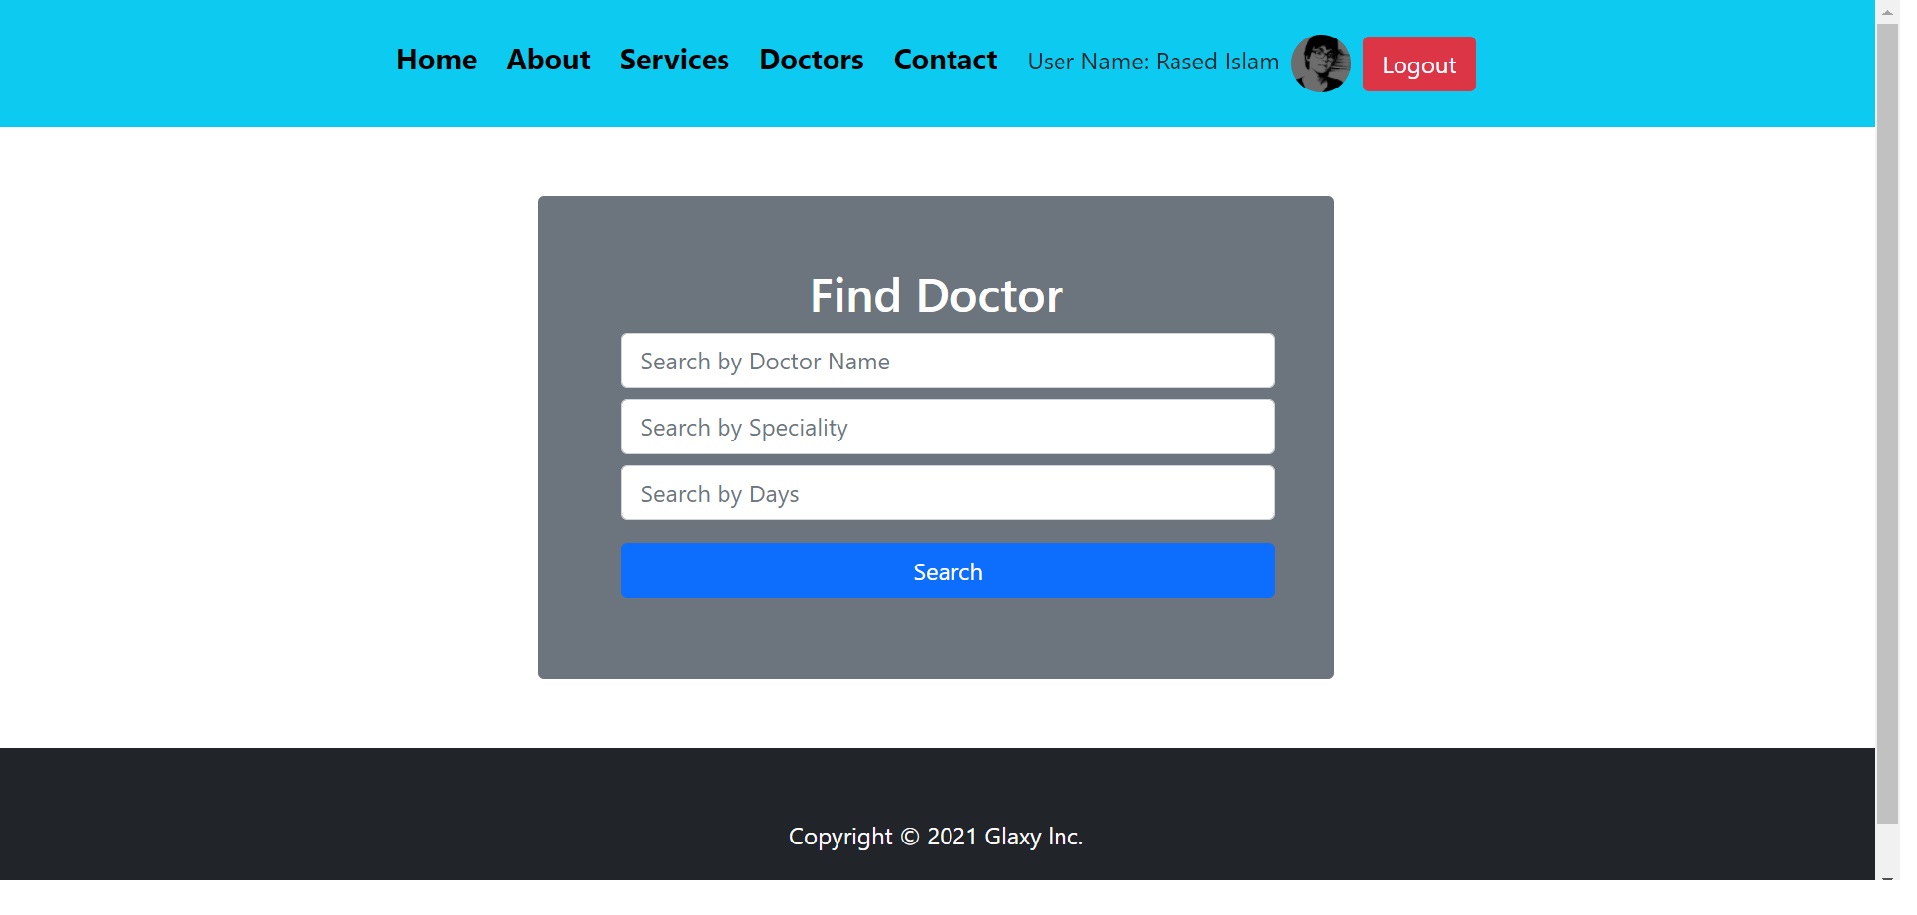 Home About Services Doctors Contact User Name: Rased Islam Logout
Find Doctor
Search by Doctor Name
Search by Speciality
Search by Days
Search
Copyright © 2021 Glaxy Inc.